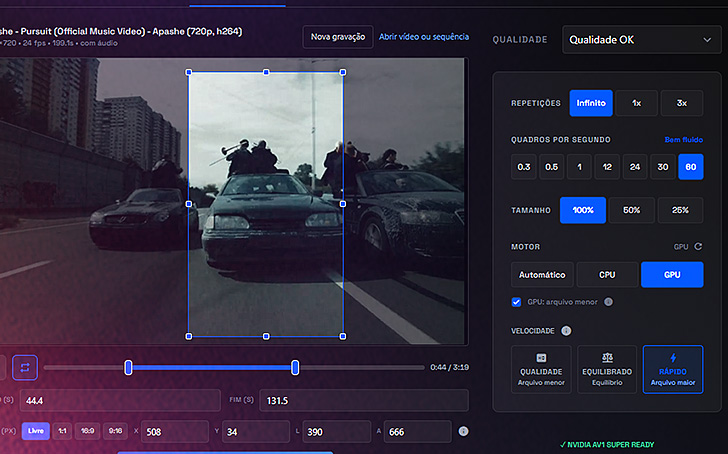 she - Pursuit (Official Music Video) - Apashe (720p, h264)
×720 • 24 fps • 199.1s • com áudio
Nova gravação
Abrir vídeo ou sequência
QUALIDADE
Qualidade OK
REPETIÇÕES
Infinito
1x
3x
QUADROS POR SEGUNDO
Bem fluido
0.3
0.5
1
12
24
30
60
TAMANHO
100%
50%
25%
MOTOR
GPU
Automático
CPU
GPU
GPU: arquivo menor
VELOCIDADE
QUALIDADE
Arquivo menor
EQUILIBRADO
Equilíbrio
RÁPIDO
Arquivo maior
0:44 / 3:19
(S)
44.4
FIM (S)
131.5
(PX)
Livre
1:1
16:9
9:16
X
508
Y
34
L
390
A
666
✓ NVIDIA AV1 SUPER READY